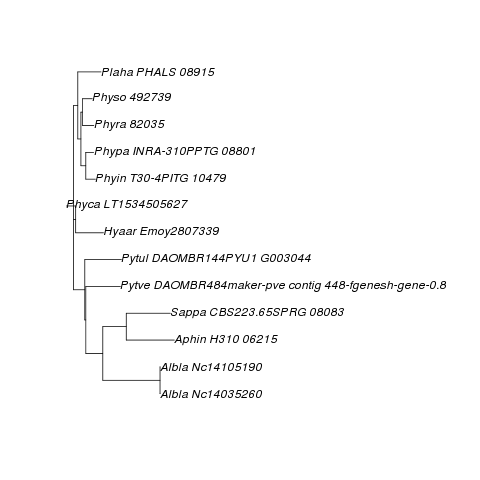 Plaha PHALS 08915
Physo 492739
Phyra 82035
Phypa INRA-310PPTG 08801
Phyin T30-4PITG 10479
Phyca LT1534505627
Hyaar Emoy2807339
Pytul DAOMBR144PYU1 G003044
Pytve DAOMBR484maker-pve contig 448-fgenesh-gene-0.8
Sappa CBS223.65SPRG 08083
Aphin H310 06215
Albla Nc14105190
Albla Nc14035260